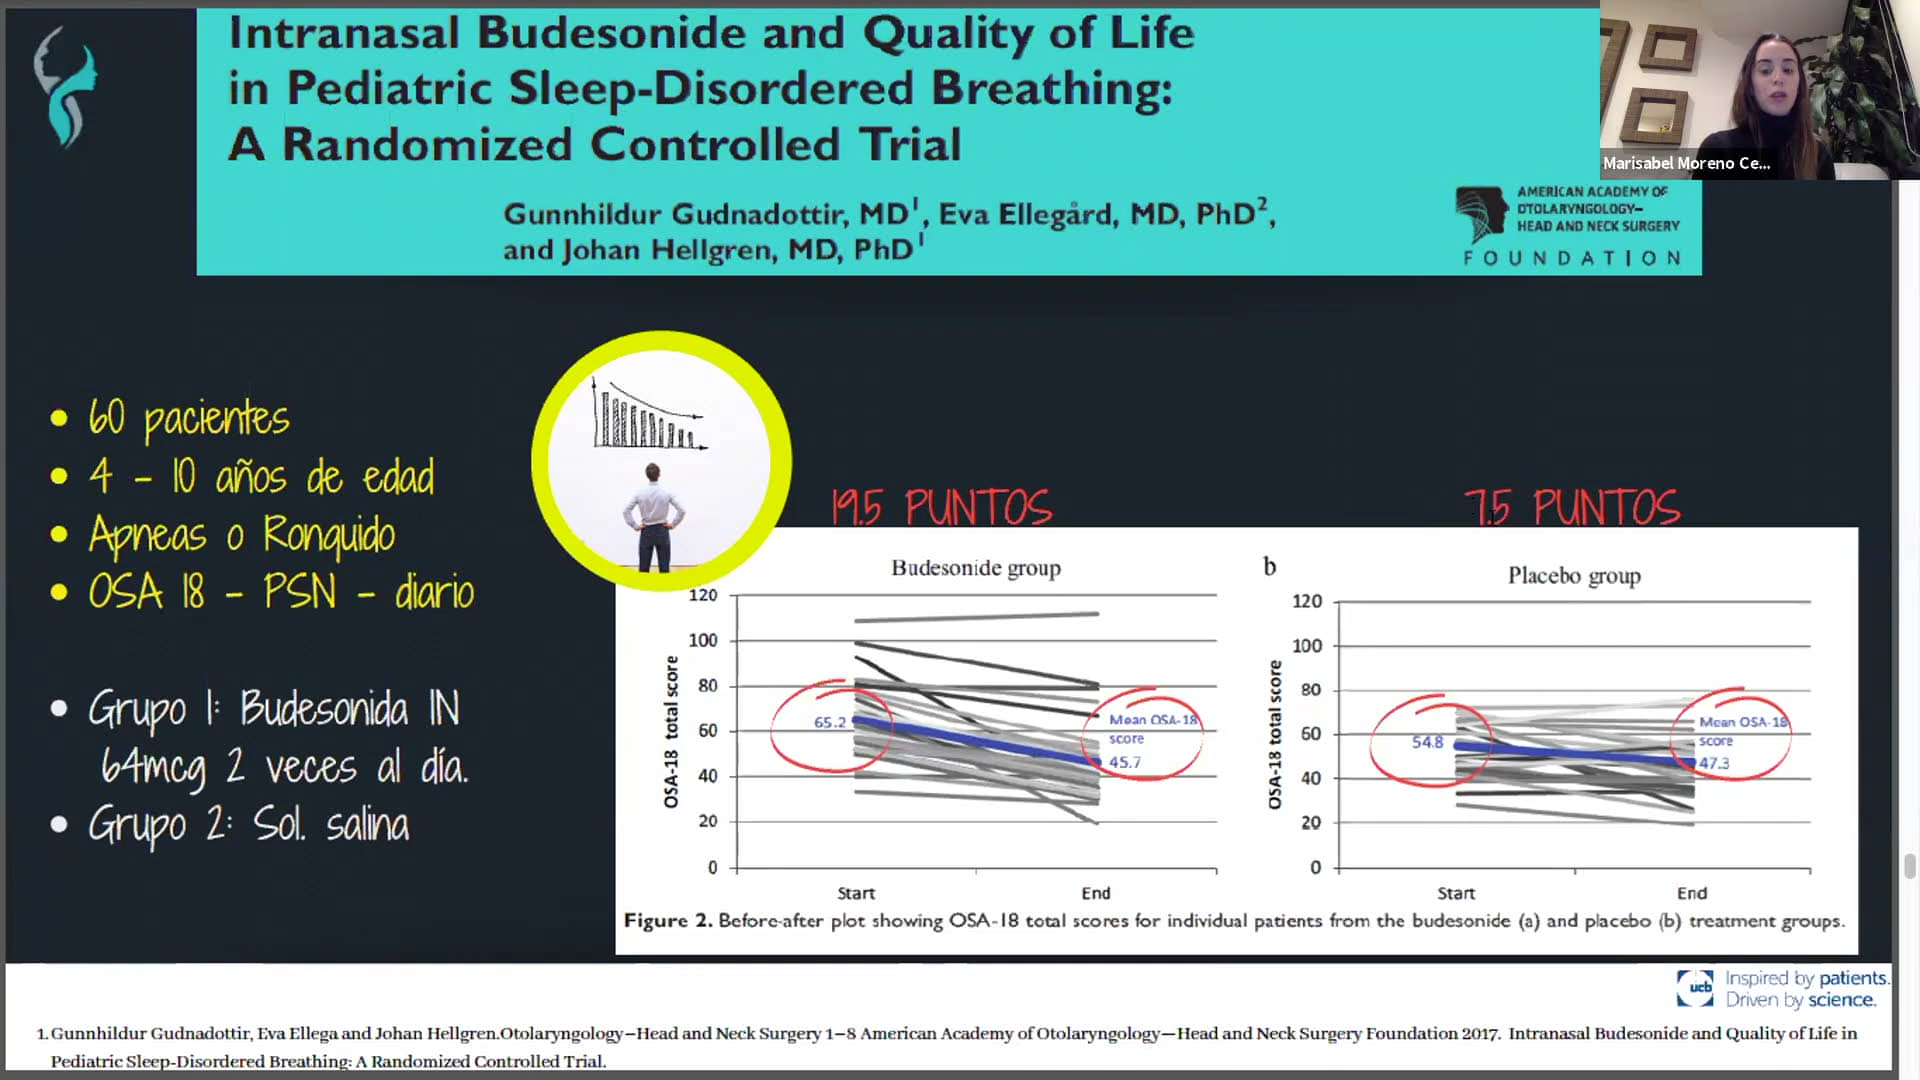 Intranasal Budesonide and Quality of Life
in Pediatric Sleep-Disordered Breathing:
A Randomized Controlled Trial
Gunnhildur Gudnadottir, MD¹, Eva Ellegård, MD, PhD²,
and Johan Hellgren, MD, PhD¹
AMERICAN ACADEMY OF
OTOLARYNGOLOGY–
HEAD AND NECK SURGERY
FOUNDATION
Marisabel Moreno Ce...
• 60 pacientes
• 4 - 10 años de edad
• Apneas o Ronquido
• OSA 18 - PSN - diario
• Grupo 1: Budesonida IN
64mcg 2 veces al día.
• Grupo 2: Sol. salina
19.5 PUNTOS
7.5 PUNTOS
Budesonide group
120
100
80
60
40
20
0
OSA-18 total score
65.2
Mean OSA-18
score
45.7
Start
End
b
Placebo group
120
100
80
60
40
20
0
OSA-18 total score
54.8
Mean OSA-18
score
47.3
Start
End
Figure 2. Before-after plot showing OSA-18 total scores for individual patients from the budesonide (a) and placebo (b) treatment groups.
ucb
Inspired by patients.
Driven by science.
1. Gunnhildur Gudnadottir, Eva Ellega and Johan Hellgren.Otolaryngology–Head and Neck Surgery 1–8 American Academy of Otolaryngology—Head and Neck Surgery Foundation 2017. Intranasal Budesonide and Quality of Life in
Pediatric Sleep-Disordered Breathing: A Randomized Controlled Trial.